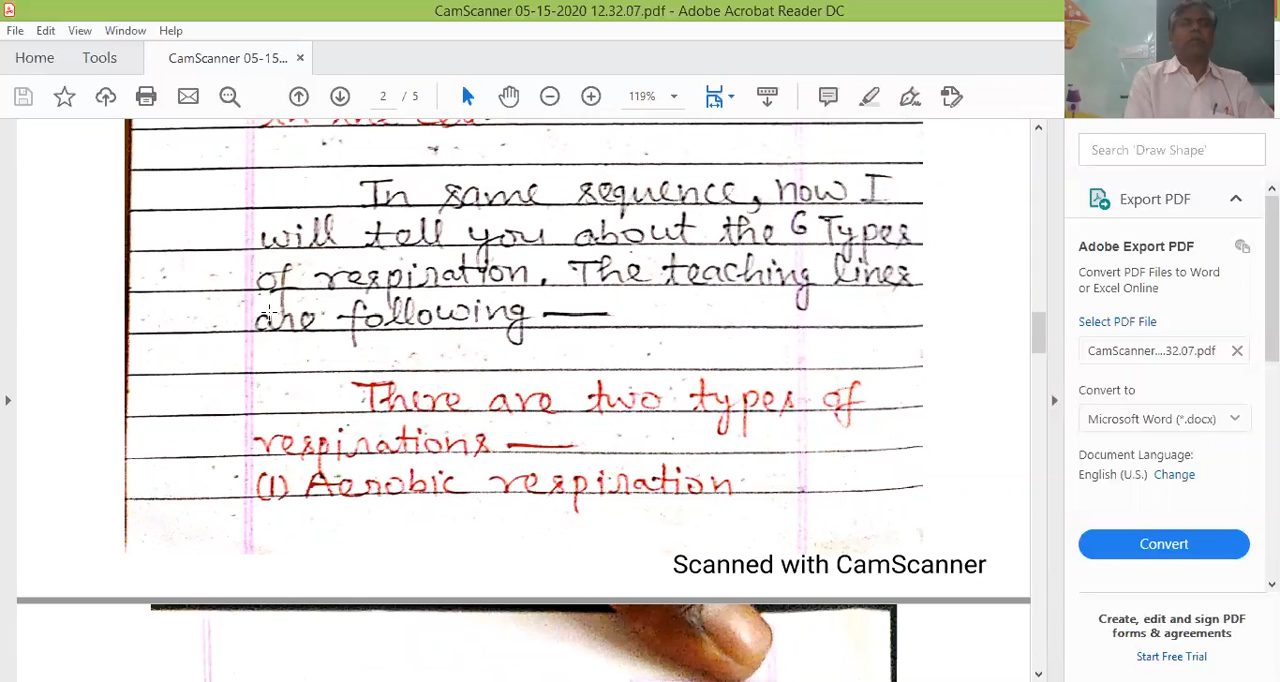 CamScanner 05-15-2020 12.32.07.pdf - Adobe Acrobat Reader DC
File Edit View Window Help
Home Tools CamScanner 05-15... ×
2 / 5 119%
Search 'Draw Shape'
Export PDF
Adobe Export PDF
Convert PDF Files to Word
or Excel Online
Select PDF File
CamScanner....32.07.pdf
Convert to
Microsoft Word (*.docx)
Document Language:
English (U.S.) Change
Convert
Create, edit and sign PDF
forms & agreements
Start Free Trial
in the cell
In same sequence, now I
will tell you about the 6 Types
of respiration. The teaching lines
are following —
There are two types of
respirations —
(1) Aerobic respiration
Scanned with CamScanner